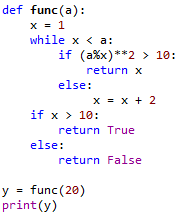 def func(a):
    x = 1
    while x < a:
        if (a%x)**2 > 10:
            return x
        else:
             x = x + 2
    if x > 10:
        return True
    else:
        return False

y = func(20)
print(y)